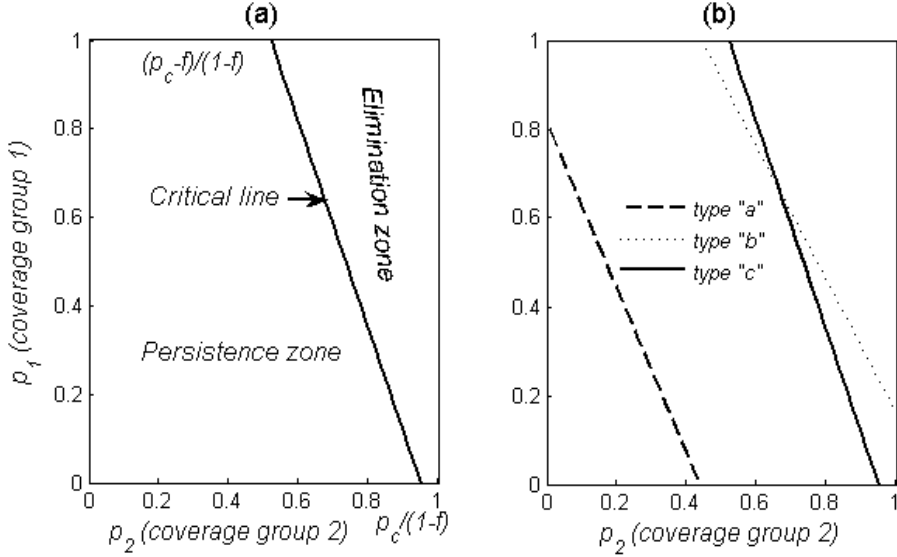 (a)
(b)
1
(p_c-f)/(1-f)
Elimination zone
0.8
Critical line
0.6
0.4
Persistence zone
0.2
0
0 0.2 0.4 0.6 0.8 1
p_1 (coverage group 1)
p_2 (coverage group 2)
p_c/(1-f)
1
0.8
0.6
type "a"
type "b"
type "c"
0.4
0.2
0
0 0.2 0.4 0.6 0.8 1
p_2 (coverage group 2)